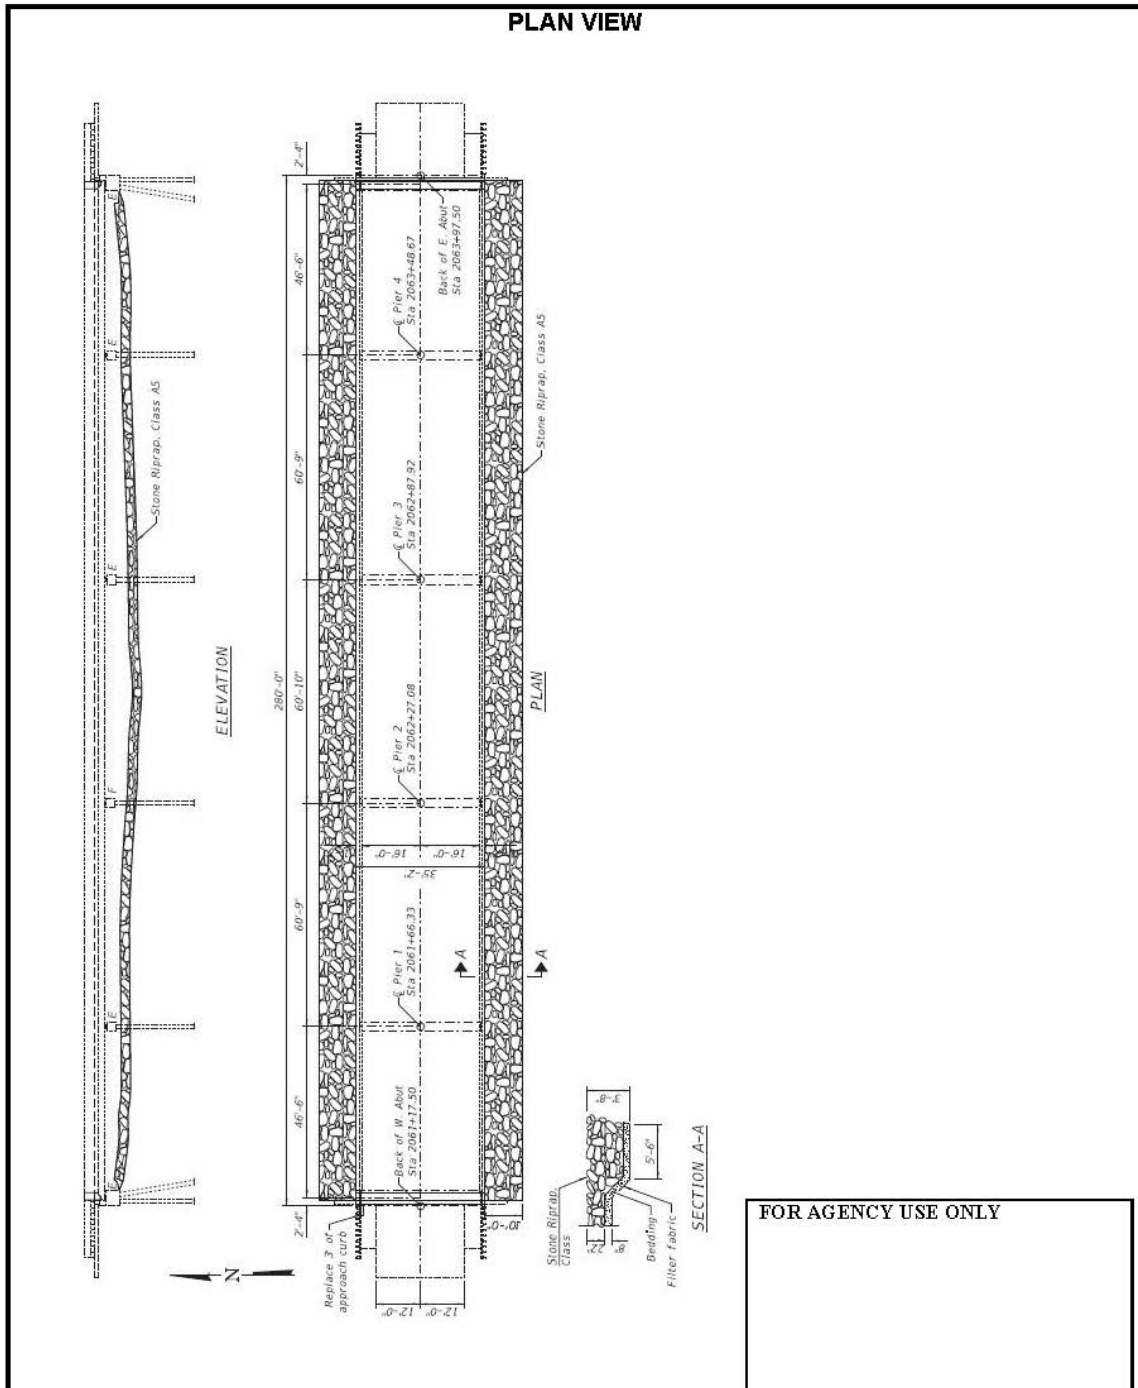 PLAN VIEW
Stone Riprap, Class A5
ELEVATION
E
E
E
F
E
E
280'-0"
2'-4"
46'-6"
60'-9"
60'-10"
60'-9"
46'-6"
2'-4"
Back of E. Abut
Sta 2063+97.50
℄ Pier 4
Sta 2063+48.67
℄ Pier 3
Sta 2062+87.92
℄ Pier 2
Sta 2062+27.08
℄ Pier 1
Sta 2061+66.33
Back of W. Abut
Sta 2061+17.50
Stone Riprap, Class A5
PLAN
16'-0"
16'-0"
35'-2"
A
A
10'-0"
N
Replace 3 of
approach curb
12'-0"
12'-0"
Stone Riprap,
Class
3'-8"
5'-6"
8"
Bedding
Filter Fabric
SECTION A-A
FOR AGENCY USE ONLY